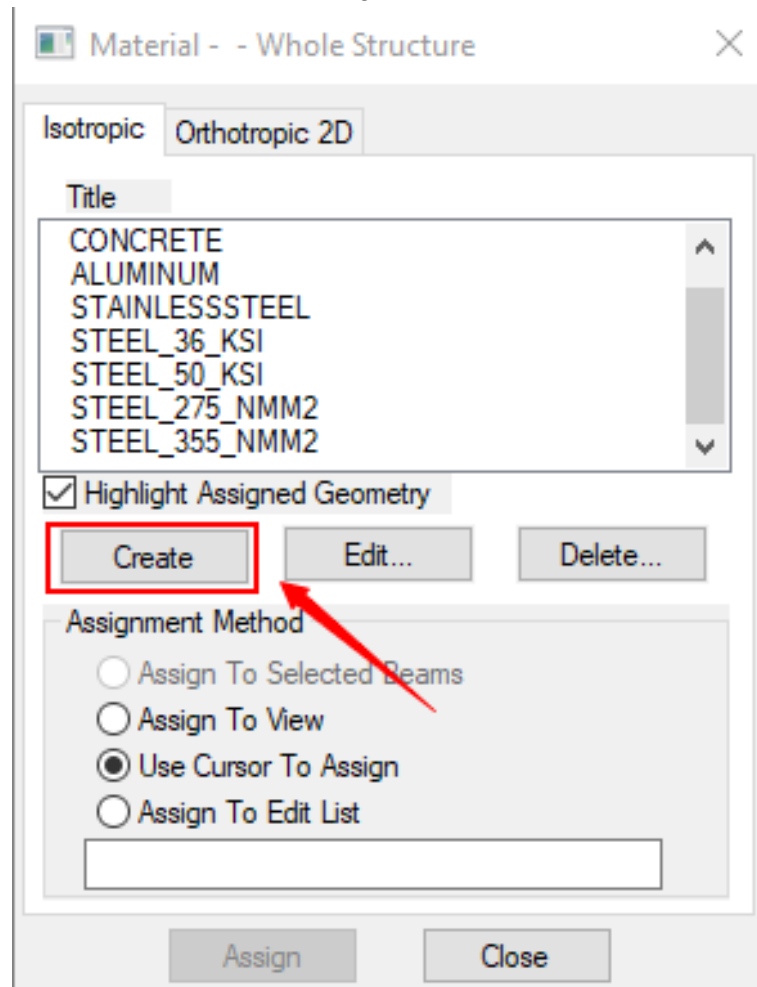 Material - - Whole Structure
Isotropic Orthotropic 2D
Title
CONCRETE
ALUMINUM
STAINLESSSTEEL
STEEL_36_KSI
STEEL_50_KSI
STEEL_275_NMM2
STEEL_355_NMM2
Highlight Assigned Geometry
Create Edit... Delete...
Assignment Method
Assign To Selected Beams
Assign To View
Use Cursor To Assign
Assign To Edit List
Assign Close